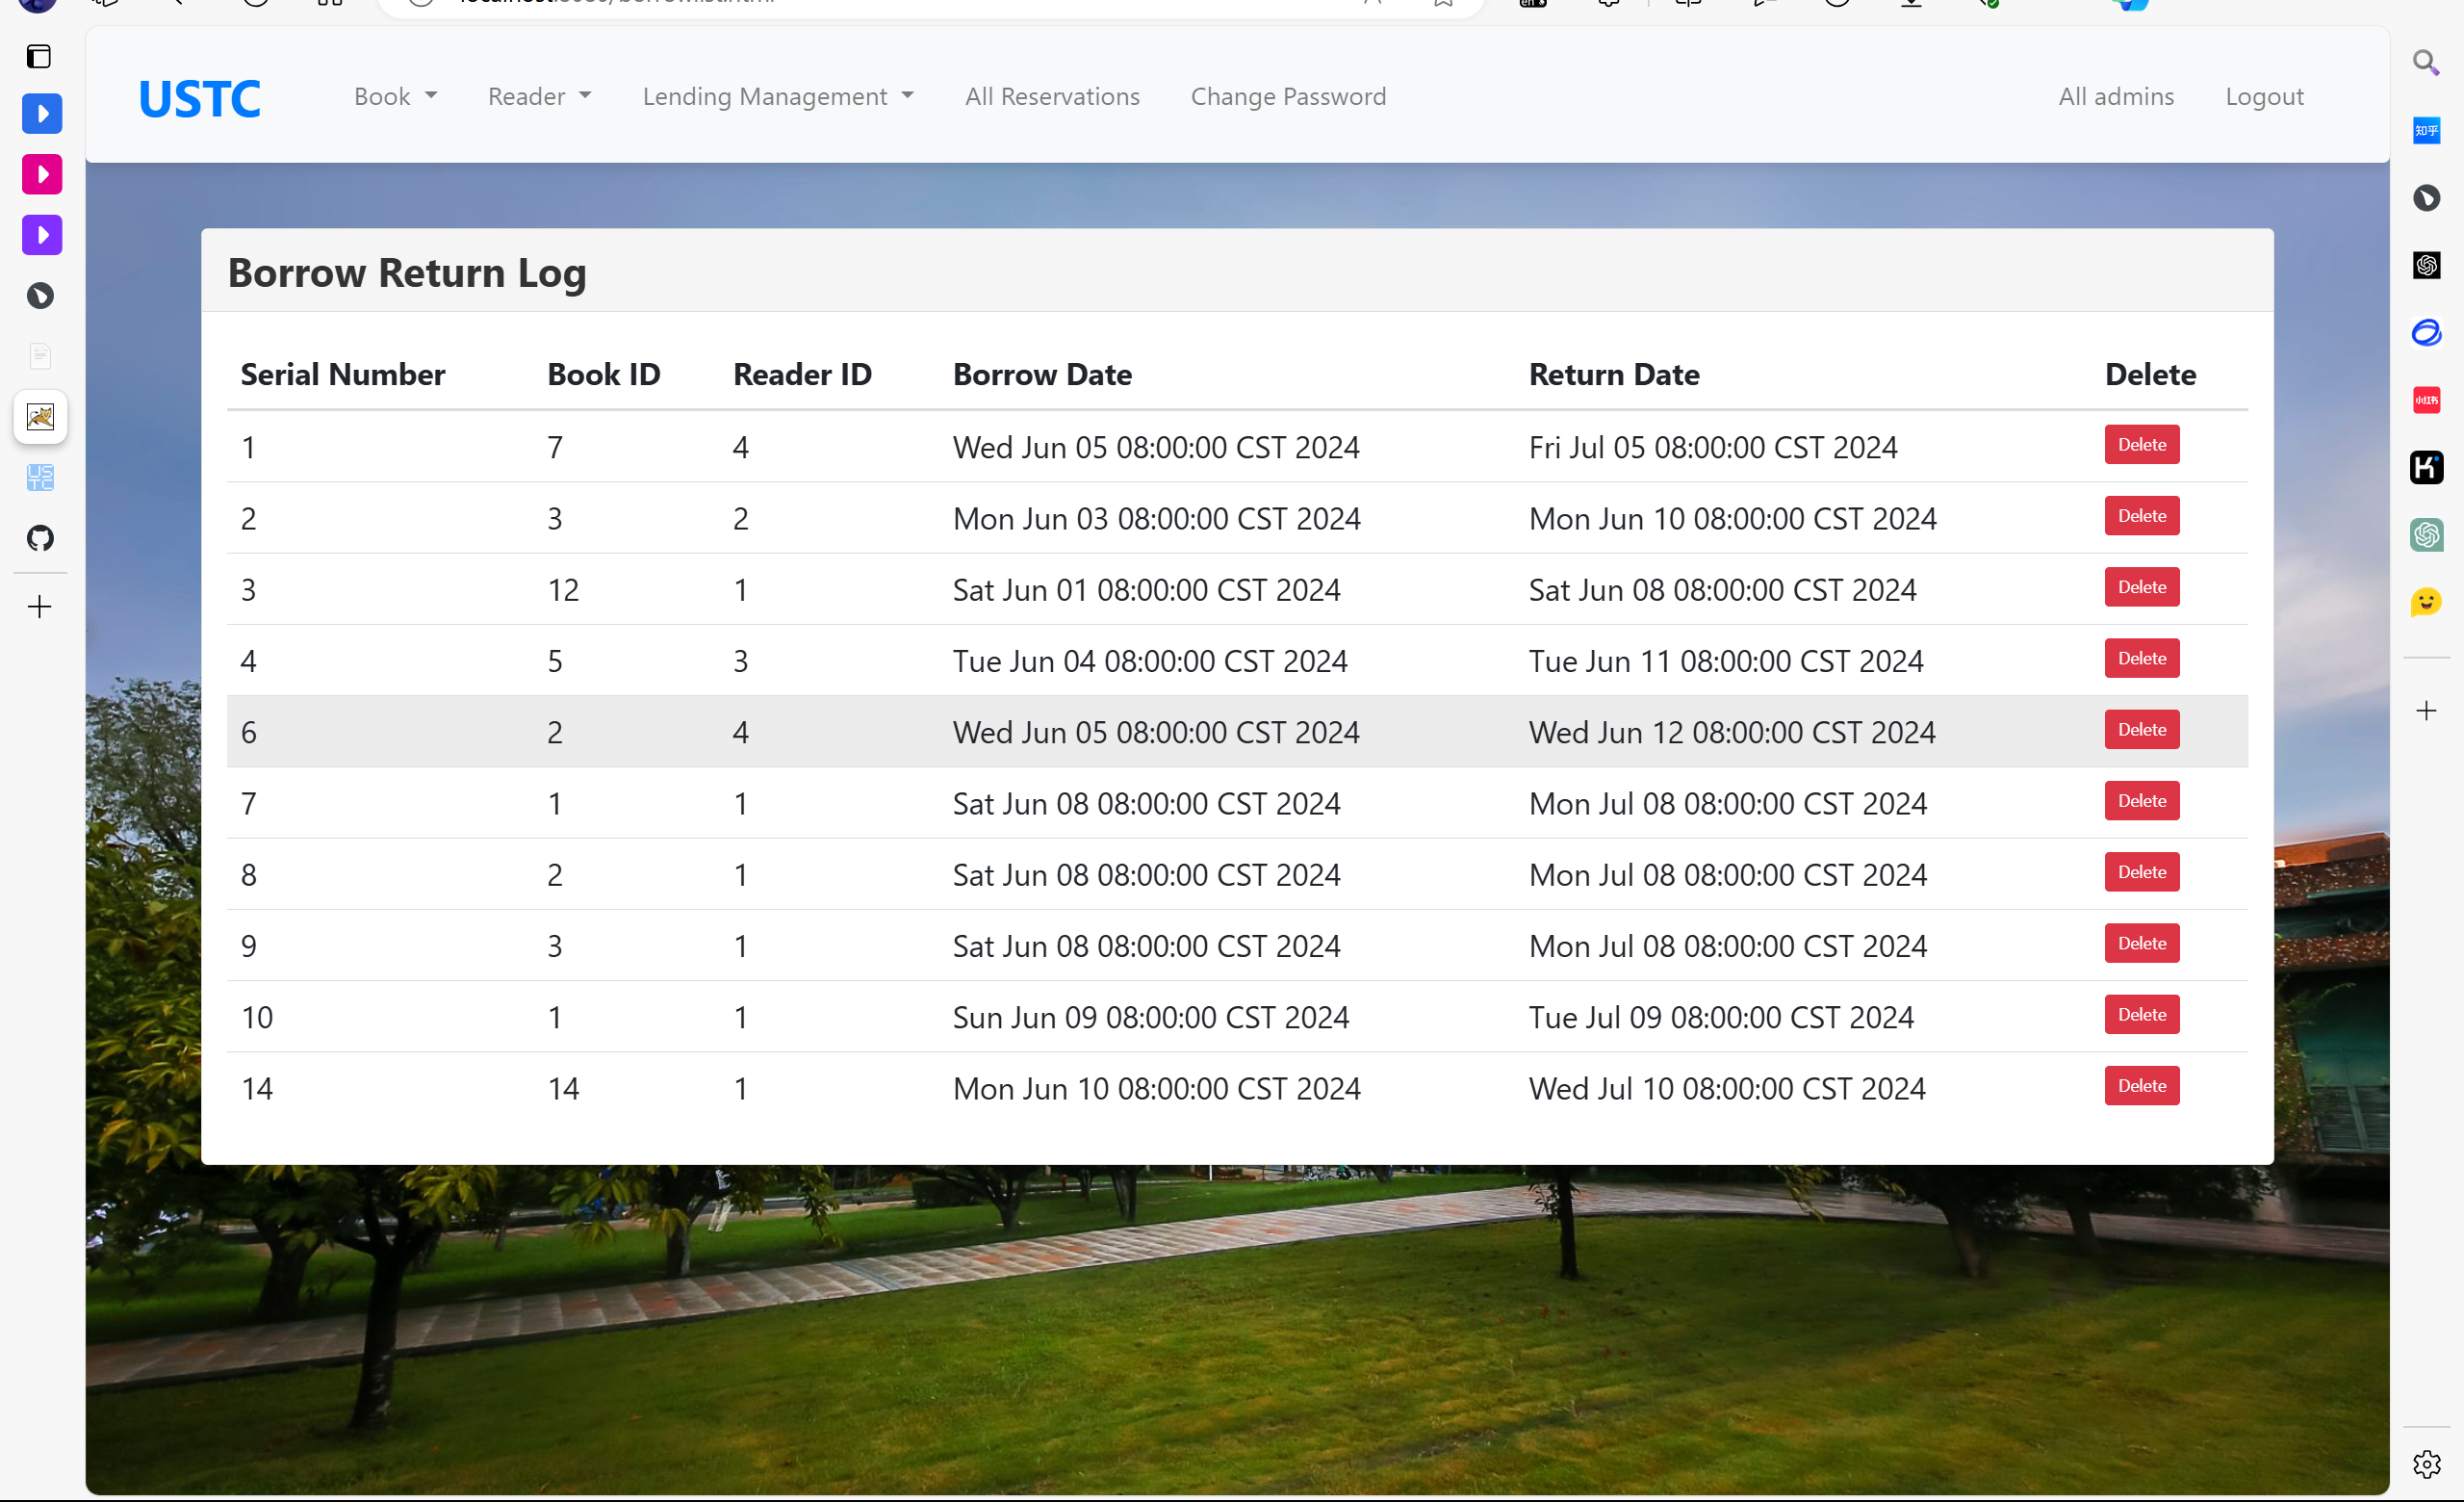 USTC Book Reader Lending Management All Reservations Change Password All admins Logout
知乎
Borrow Return Log
小红书
Serial Number Book ID Reader ID Borrow Date Return Date Delete
1 7 4 Wed Jun 05 08:00:00 CST 2024 Fri Jul 05 08:00:00 CST 2024 Delete
2 3 2 Mon Jun 03 08:00:00 CST 2024 Mon Jun 10 08:00:00 CST 2024 Delete
3 12 1 Sat Jun 01 08:00:00 CST 2024 Sat Jun 08 08:00:00 CST 2024 Delete
4 5 3 Tue Jun 04 08:00:00 CST 2024 Tue Jun 11 08:00:00 CST 2024 Delete
6 2 4 Wed Jun 05 08:00:00 CST 2024 Wed Jun 12 08:00:00 CST 2024 Delete
7 1 1 Sat Jun 08 08:00:00 CST 2024 Mon Jul 08 08:00:00 CST 2024 Delete
8 2 1 Sat Jun 08 08:00:00 CST 2024 Mon Jul 08 08:00:00 CST 2024 Delete
9 3 1 Sat Jun 08 08:00:00 CST 2024 Mon Jul 08 08:00:00 CST 2024 Delete
10 1 1 Sun Jun 09 08:00:00 CST 2024 Tue Jul 09 08:00:00 CST 2024 Delete
14 14 1 Mon Jun 10 08:00:00 CST 2024 Wed Jul 10 08:00:00 CST 2024 Delete